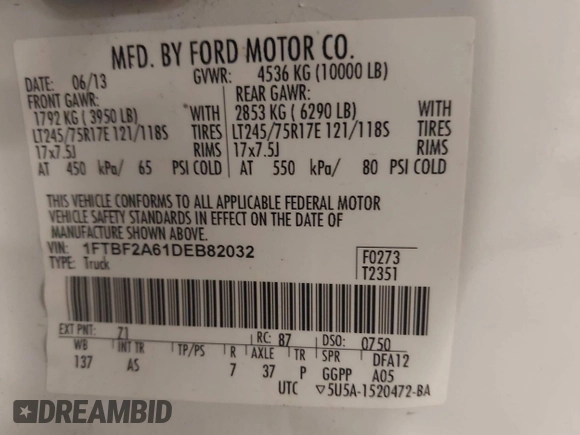 MFD. BY FORD MOTOR CO.
DATE: 06/13 GVWR: 4536 KG (10000 LB)
FRONT GAWR: REAR GAWR:
1792 KG ( 3950 LB) WITH 2853 KG ( 6290 LB) WITH
LT245/75R17E 121/118S TIRES LT245/75R17E 121/118S TIRES
17x7.5J RIMS 17x7.5J RIMS
AT 450 kPa/ 65 PSI COLD AT 550 kPa/ 80 PSI COLD
THIS VEHICLE CONFORMS TO ALL APPLICABLE FEDERAL MOTOR
VEHICLE SAFETY STANDARDS IN EFFECT ON THE DATE OF
MANUFACTURE SHOWN ABOVE.
VIN: 1FTBF2A61DEB82032 F0273
TYPE: Truck T2351
EXT PNT: Z1 RC: 87 DSO: 0750
WB INT TR TP/PS R AXLE TR SPR DFA12
137 AS 7 37 P GGPP A05
UTC ▽5U5A-1520472-BA
DREAMBID